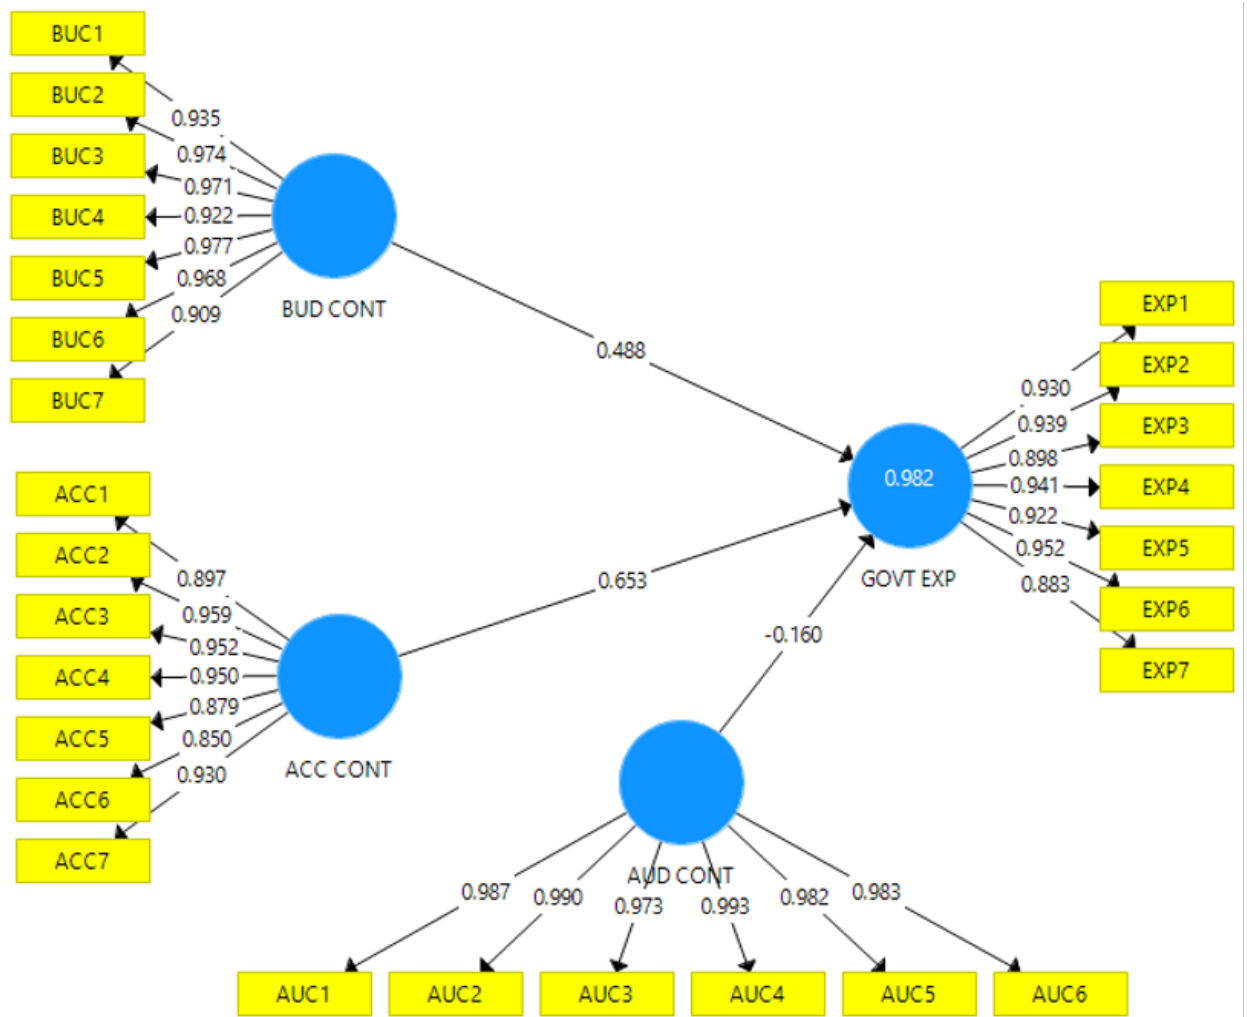 BUC1
BUC2
BUC3
BUC4
BUC5
BUC6
BUC7
0.935
0.974
0.971
0.922
0.977
0.968
0.909
BUD CONT
0.488
ACC1
ACC2
ACC3
ACC4
ACC5
ACC6
ACC7
0.897
0.959
0.952
0.950
0.879
0.850
0.930
ACC CONT
0.653
0.982
GOVT EXP
-0.160
EXP1
EXP2
EXP3
EXP4
EXP5
EXP6
EXP7
0.930
0.939
0.898
0.941
0.922
0.952
0.883
AUD CONT
0.987
0.990
0.973
0.993
0.982
0.983
AUC1
AUC2
AUC3
AUC4
AUC5
AUC6